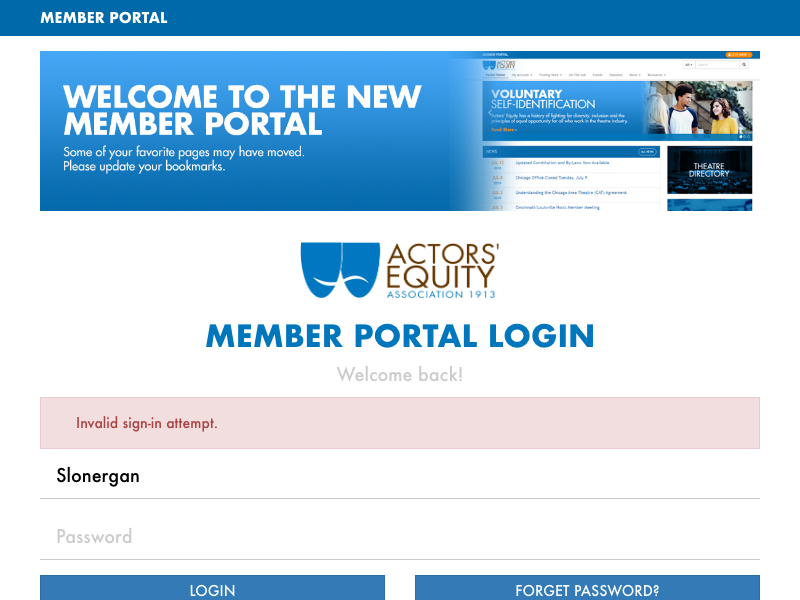 MEMBER PORTAL
WELCOME TO THE NEW
MEMBER PORTAL
Some of your favorite pages may have moved.
Please update your bookmarks.
ACTORS'
EQUITY
VOLUNTARY
SELF-IDENTIFICATION
Actors' Equity has a history of fighting for diversity, inclusion and the
principles of equal opportunity for all who work in the theatre industry.
Read More
NEWS
Updated Constitution and By-Laws Now Available
Chicago Office Closed Tuesday, July 9
Understanding the Chicago Area Theatre (CAT) Agreement
Cincinnati/Louisville Hosts Member Meeting
THEATRE
DIRECTORY
ACTORS'
EQUITY
ASSOCIATION 1913
MEMBER PORTAL LOGIN
Welcome back!
Invalid sign-in attempt.
Slonergan
Password
LOGIN
FORGET PASSWORD?